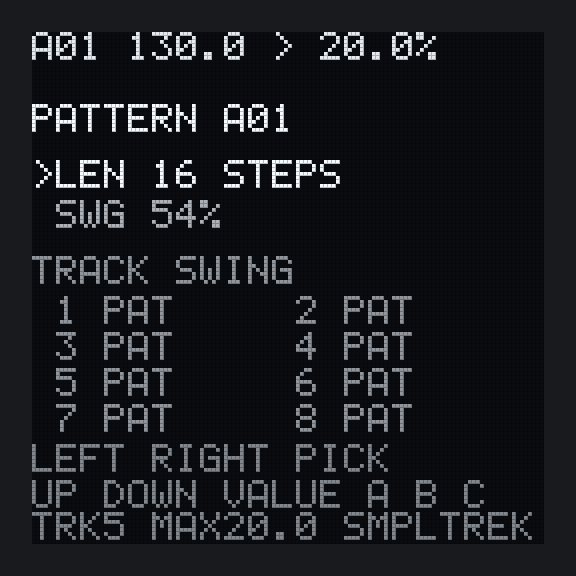 A01 130.0 > 20.0%
PATTERN A01
>LEN 16 STEPS
SWG 54%
TRACK SWING
1 PAT 2 PAT
3 PAT 4 PAT
5 PAT 6 PAT
7 PAT 8 PAT
LEFT RIGHT PICK
UP DOWN VALUE A B C
TRK5 MAX20.0 SMPLTREK